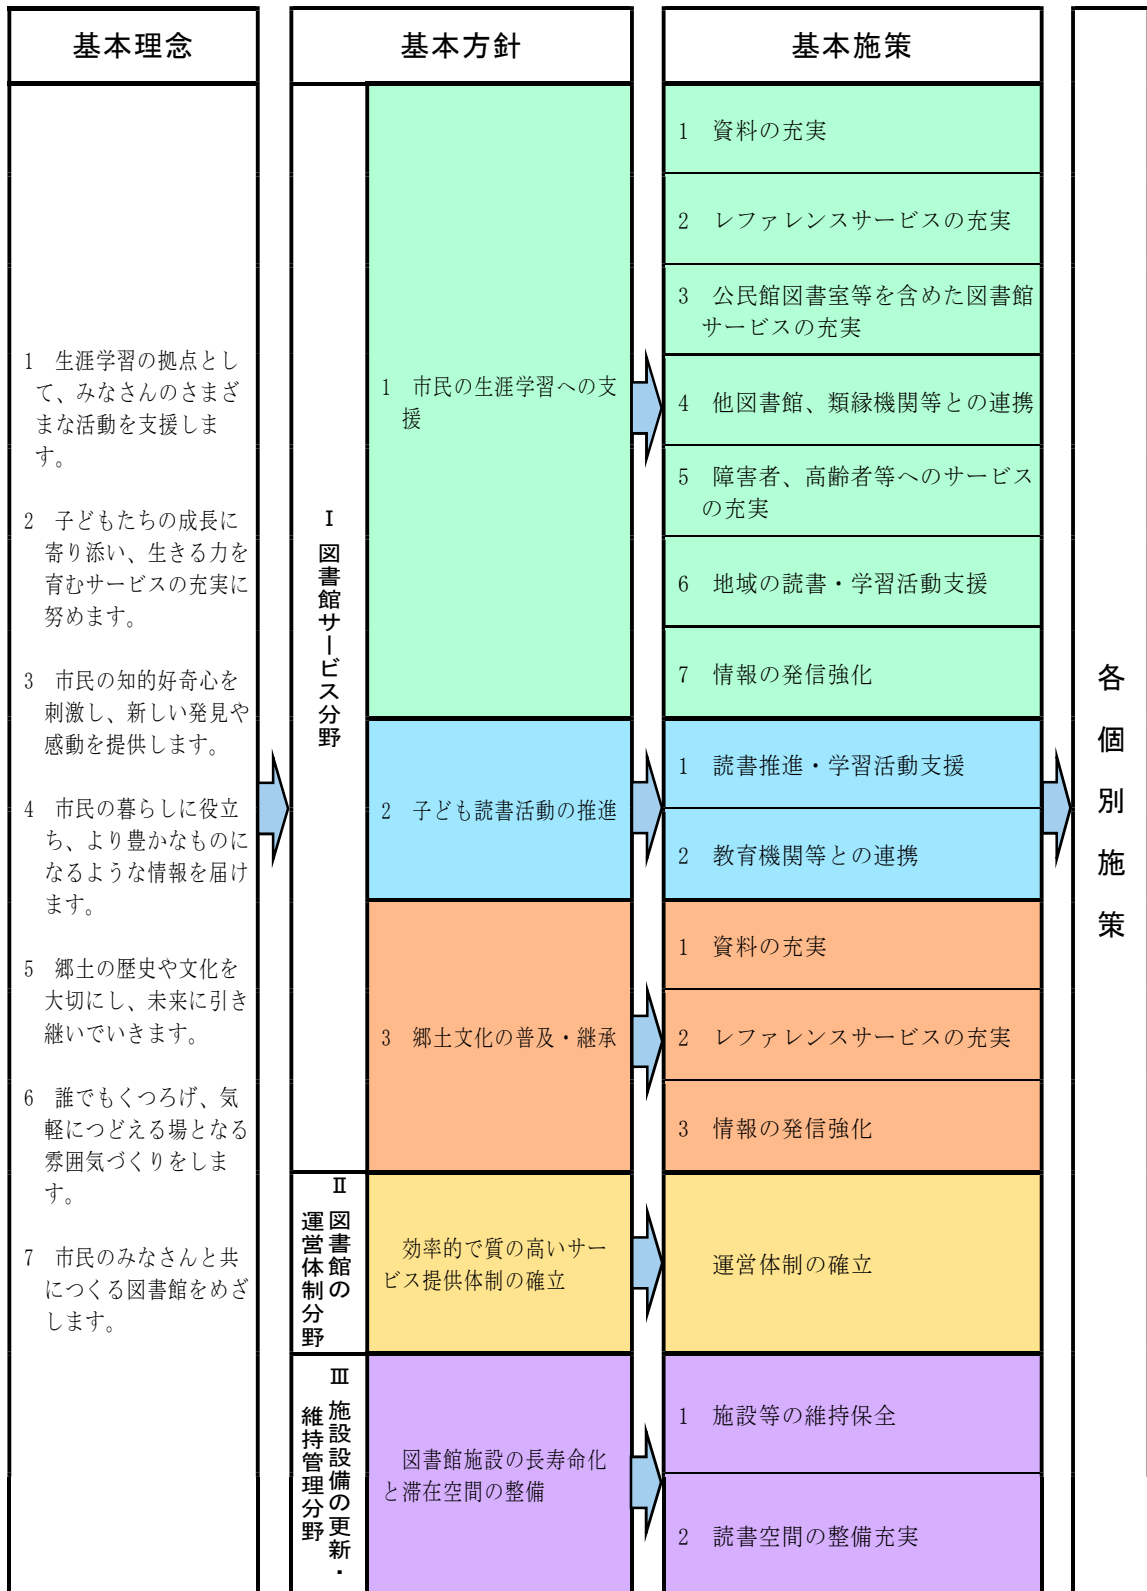 基本理念
基本方針
基本施策
1 生涯学習の拠点とし
て、みなさんのさまざ
まな活動を支援しま
す。
2 子どもたちの成長に
寄り添い、生きる力を
育むサービスの充実に
努めます。
3 市民の知的好奇心を
刺激し、新しい発見や
感動を提供します。
4 市民の暮らしに役立
ち、より豊かなものに
なるような情報を届け
ます。
5 郷土の歴史や文化を
大切にし、未来に引き
継いでいきます。
6 誰でもくつろげ、気
軽につどえる場となる
雰囲気づくりをしま
す。
7 市民のみなさんと共
につくる図書館をめざ
します。
Ⅰ 図書館サービス分野
1 市民の生涯学習への支
援
1 資料の充実
2 レファレンスサービスの充実
3 公民館図書室等を含めた図書館
サービスの充実
4 他図書館、類縁機関等との連携
5 障害者、高齢者等へのサービス
の充実
6 地域の読書・学習活動支援
7 情報の発信強化
2 子ども読書活動の推進
1 読書推進・学習活動支援
2 教育機関等との連携
3 郷土文化の普及・継承
1 資料の充実
2 レファレンスサービスの充実
3 情報の発信強化
Ⅱ 図書館の
運営体制分野
効率的で質の高いサー
ビス提供体制の確立
運営体制の確立
Ⅲ 施設設備の更新・
維持管理分野
図書館施設の長寿命化
と滞在空間の整備
1 施設等の維持保全
2 読書空間の整備充実
各個別施策